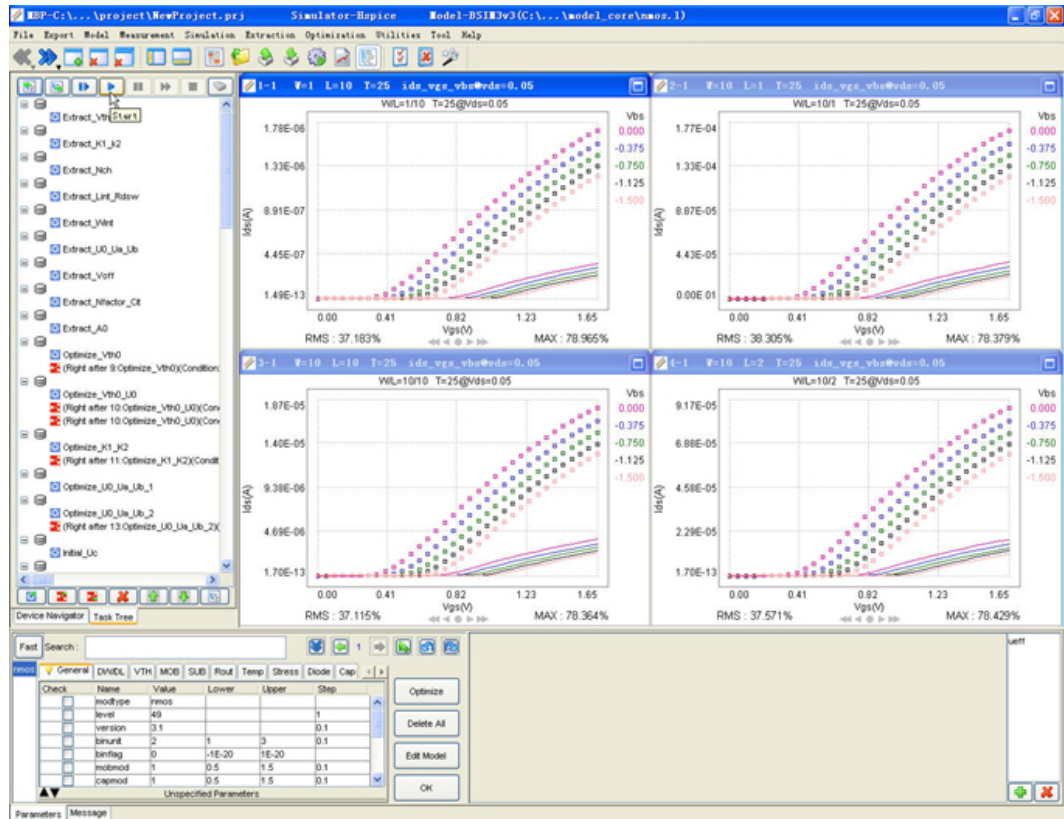 MBP-C:\...\project\NewProject.prj Simulator-Hspice Model-BSIM3v3(C:\...\model_core\nmos.l)
File Export Model Measurement Simulation Extraction Optimization Utilities Tool Help
Start
Extract_Vth
Extract_K1_k2
Extract_Nch
Extract_Lint_Rdsw
Extract_Wint
Extract_U0_Ua_Ub
Extract_Voff
Extract_Nfactor_Cit
Extract_A0
Optimize_Vth0
(Right after 9:Optimize_Vth0)(Condition:
Optimize_Vth0_U0
(Right after 10:Optimize_Vth0_U0)(Con
(Right after 10:Optimize_Vth0_U0)(Con
Optimize_K1_K2
(Right after 11:Optimize_K1_K2)(Condit
Optimize_U0_Ua_Ub_1
Optimize_U0_Ua_Ub_2
(Right after 13:Optimize_U0_Ua_Ub_2)(
Initial_Uc
Device Navigator Task Tree
1-1 W=1 L=10 T=25 ids_vgs_vbs@vds=0.05
W/L=1/10 T=25@Vds=0.05
Vbs
0.000
-0.375
-0.750
-1.125
-1.500
1.78E-06
1.33E-06
8.91E-07
4.45E-07
1.49E-13
Ids(A)
0.00 0.41 0.82 1.23 1.65
Vgs(V)
RMS : 37.183% MAX : 78.965%
2-1 W=10 L=1 T=25 ids_vgs_vbs@vds=0.05
W/L=10/1 T=25@Vds=0.05
Vbs
0.000
-0.375
-0.750
-1.125
-1.500
1.77E-04
1.33E-04
8.87E-05
4.43E-05
0.00E 01
Ids(A)
0.00 0.41 0.82 1.23 1.65
Vgs(V)
RMS : 38.305% MAX : 78.379%
3-1 W=10 L=10 T=25 ids_vgs_vbs@vds=0.05
W/L=10/10 T=25@Vds=0.05
Vbs
0.000
-0.375
-0.750
-1.125
-1.500
1.87E-05
1.40E-05
9.38E-06
4.69E-06
1.70E-13
Ids(A)
0.00 0.41 0.82 1.23 1.65
Vgs(V)
RMS : 37.115% MAX : 78.364%
4-1 W=10 L=2 T=25 ids_vgs_vbs@vds=0.05
W/L=10/2 T=25@Vds=0.05
Vbs
0.000
-0.375
-0.750
-1.125
-1.500
9.17E-05
6.88E-05
4.58E-05
2.29E-05
1.70E-13
Ids(A)
0.00 0.41 0.82 1.23 1.65
Vgs(V)
RMS : 37.571% MAX : 78.429%
Fast Search : 1
nmos
General DW/DL VTH MOB SUB Rout Temp Stress Diode Cap
Check Name Value Lower Upper Step
modtype nmos
level 49 1
version 3.1 0.1
binunit 2 1 3 0.1
binflag 0 -1E-20 1E-20
mobmod 1 0.5 1.5 0.1
capmod 1 0.5 1.5 0.1
Unspecified Parameters
Optimize
Delete All
Edit Model
OK
ueff
Parameters Message